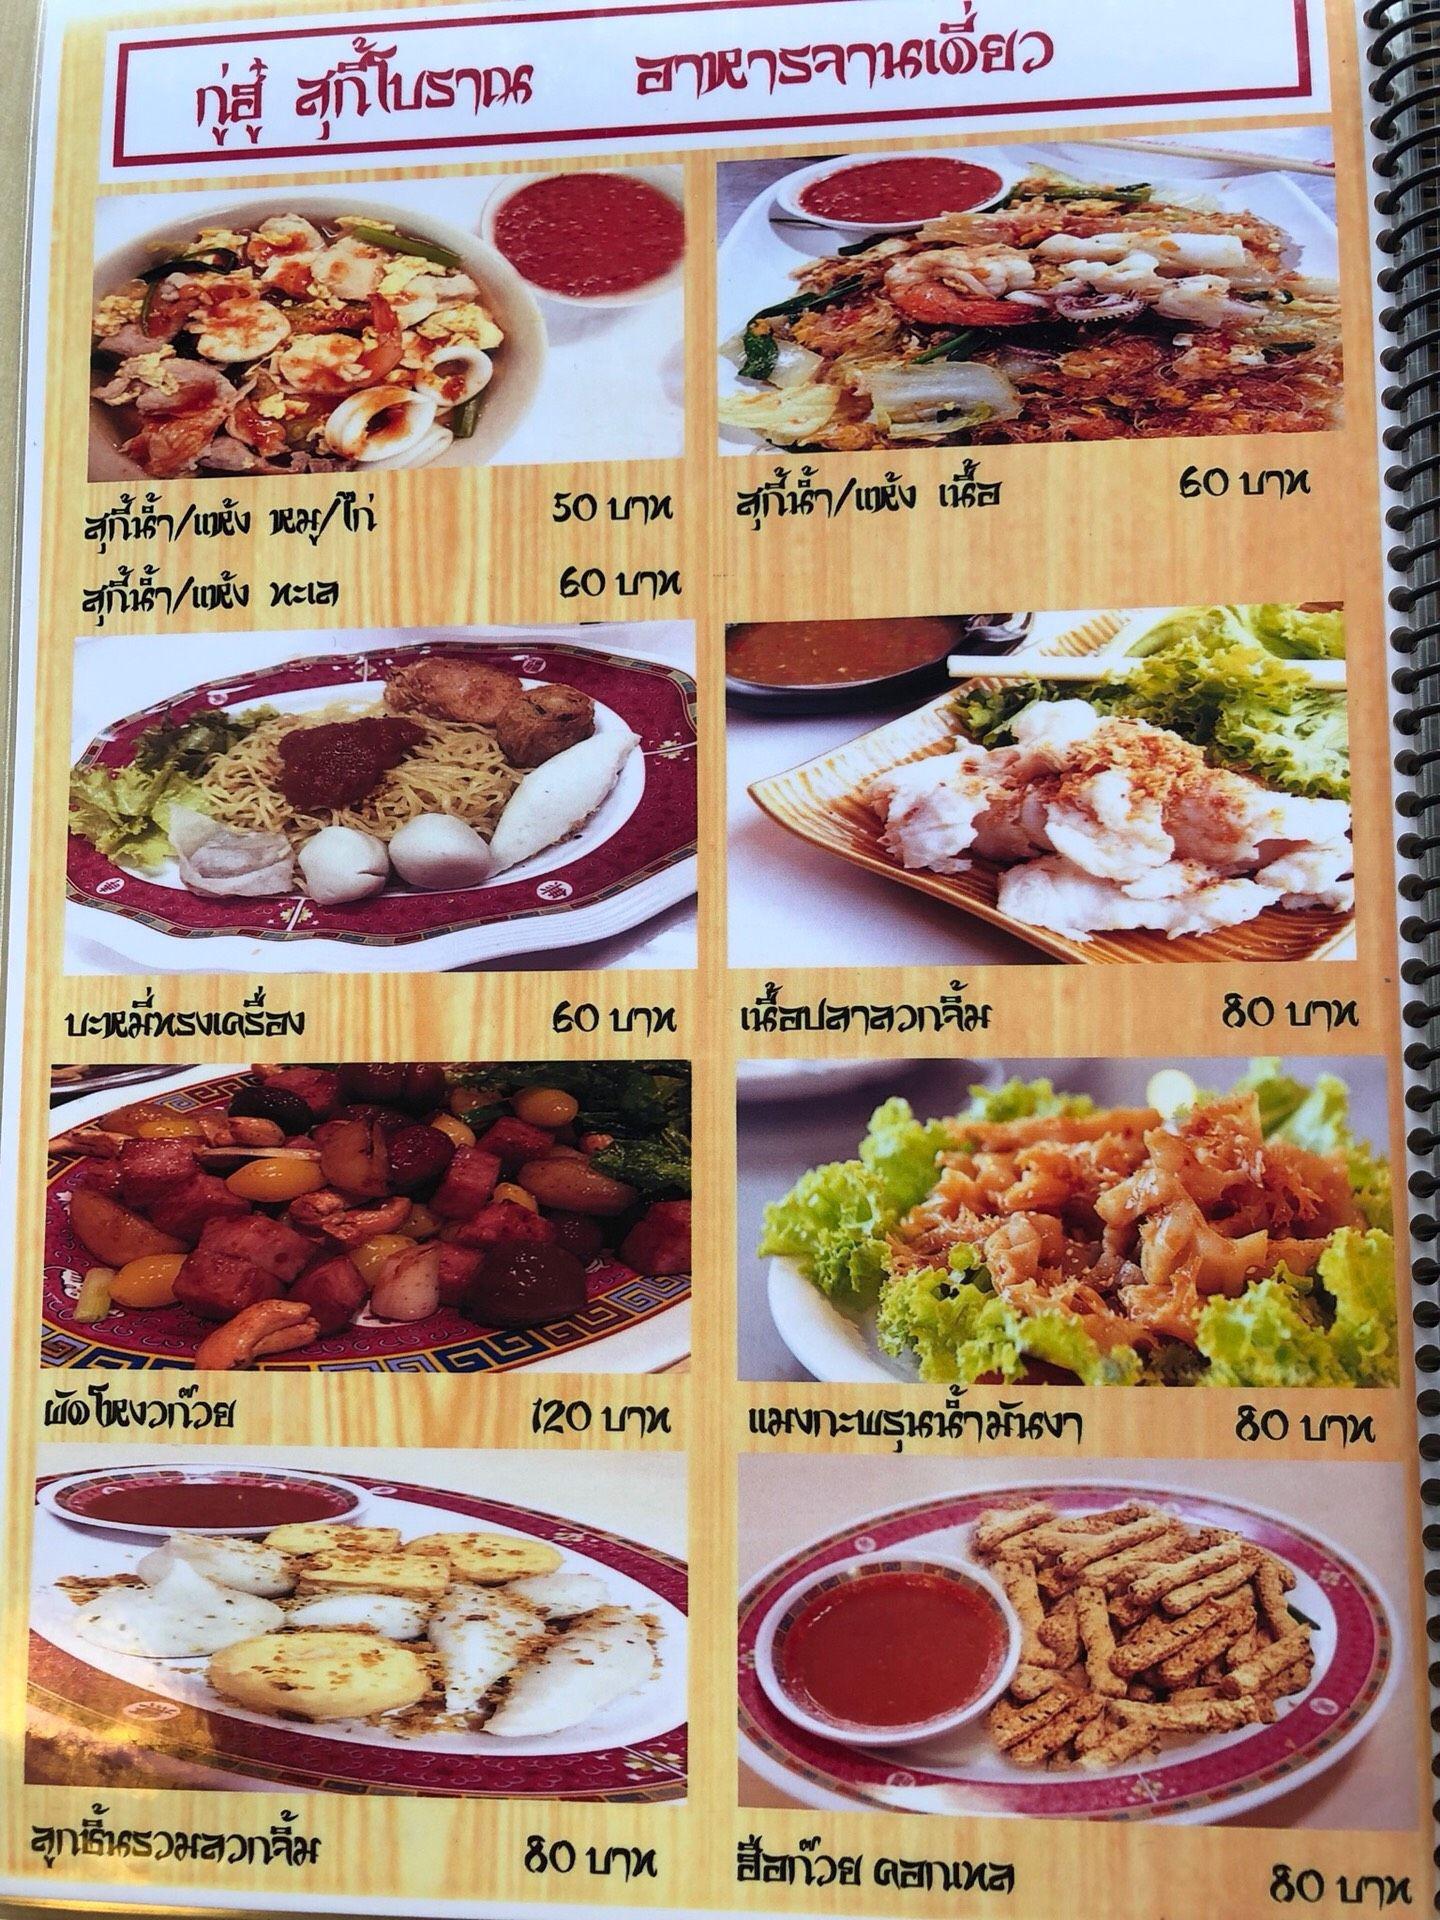 กู่ฮู้ สุกี้โบราณ อาหารจานเดี่ยว
สุกี้น้ำ/แห้ง หมู/ไก่ 50 บาท
สุกี้น้ำ/แห้ง ทะเล 60 บาท
สุกี้น้ำ/แห้ง เนื้อ 60 บาท
บะหมี่ทรงเครื่อง 60 บาท
เนื้อปลาลวกจิ้ม 80 บาท
ผัดโหงวก๊วย 120 บาท
แมงกะพรุนน้ำมันงา 80 บาท
ลูกชิ้นรวมลวกจิ้ม 80 บาท
ฮื่อก๊วย คอกเทล 80 บาท